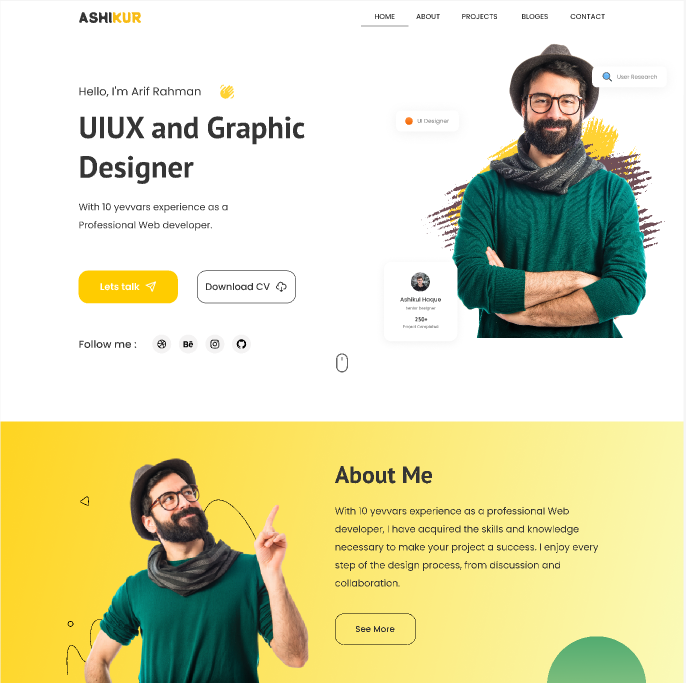 ASHIKUR
HOME ABOUT PROJECTS BLOGES CONTACT
User Research
UI Designer
Hello, I'm Arif Rahman
UIUX and Graphic
Designer
With 10 yevvars experience as a
Professional Web developer.
Lets talk
Download CV
Ashikul Haque
Senior Designer
250+
Project Completed
Follow me :
Bē
About Me
With 10 yevvars experience as a professional Web
developer, I have acquired the skills and knowledge
necessary to make your project a success. I enjoy every
step of the design process, from discussion and
collaboration.
See More